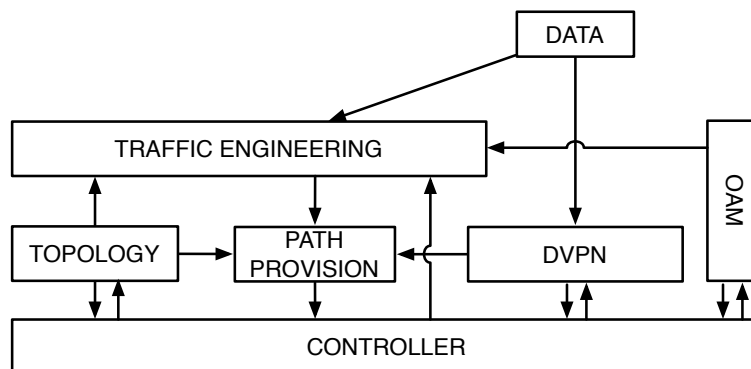 DATA
TRAFFIC ENGINEERING
OAM
TOPOLOGY
PATH
PROVISION
DVPN
CONTROLLER